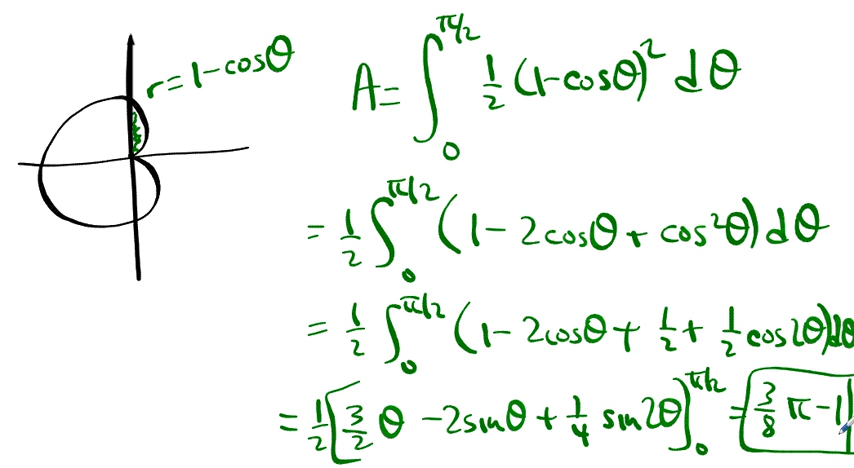 r = 1 - cosθ
A = ∫₀^{π/2} 1/2 (1 - cosθ)² dθ
= 1/2 ∫₀^{π/2} (1 - 2cosθ + cos²θ) dθ
= 1/2 ∫₀^{π/2} (1 - 2cosθ + 1/2 + 1/2 cos2θ) dθ
= 1/2 [3/2 θ - 2sinθ + 1/4 sin2θ]₀^{π/2} = 3/8 π - 1